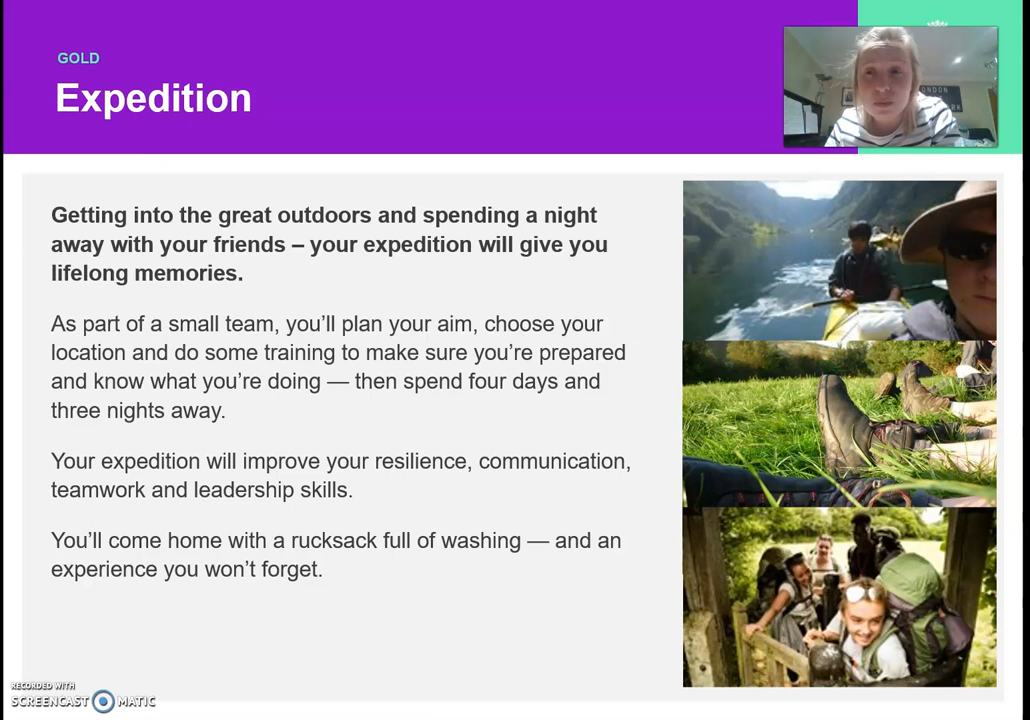 GOLD
Expedition
Getting into the great outdoors and spending a night
away with your friends – your expedition will give you
lifelong memories.
As part of a small team, you’ll plan your aim, choose your
location and do some training to make sure you’re prepared
and know what you’re doing — then spend four days and
three nights away.
Your expedition will improve your resilience, communication,
teamwork and leadership skills.
You’ll come home with a rucksack full of washing — and an
experience you won’t forget.
RECORDED WITH
SCREENCAST MATIC